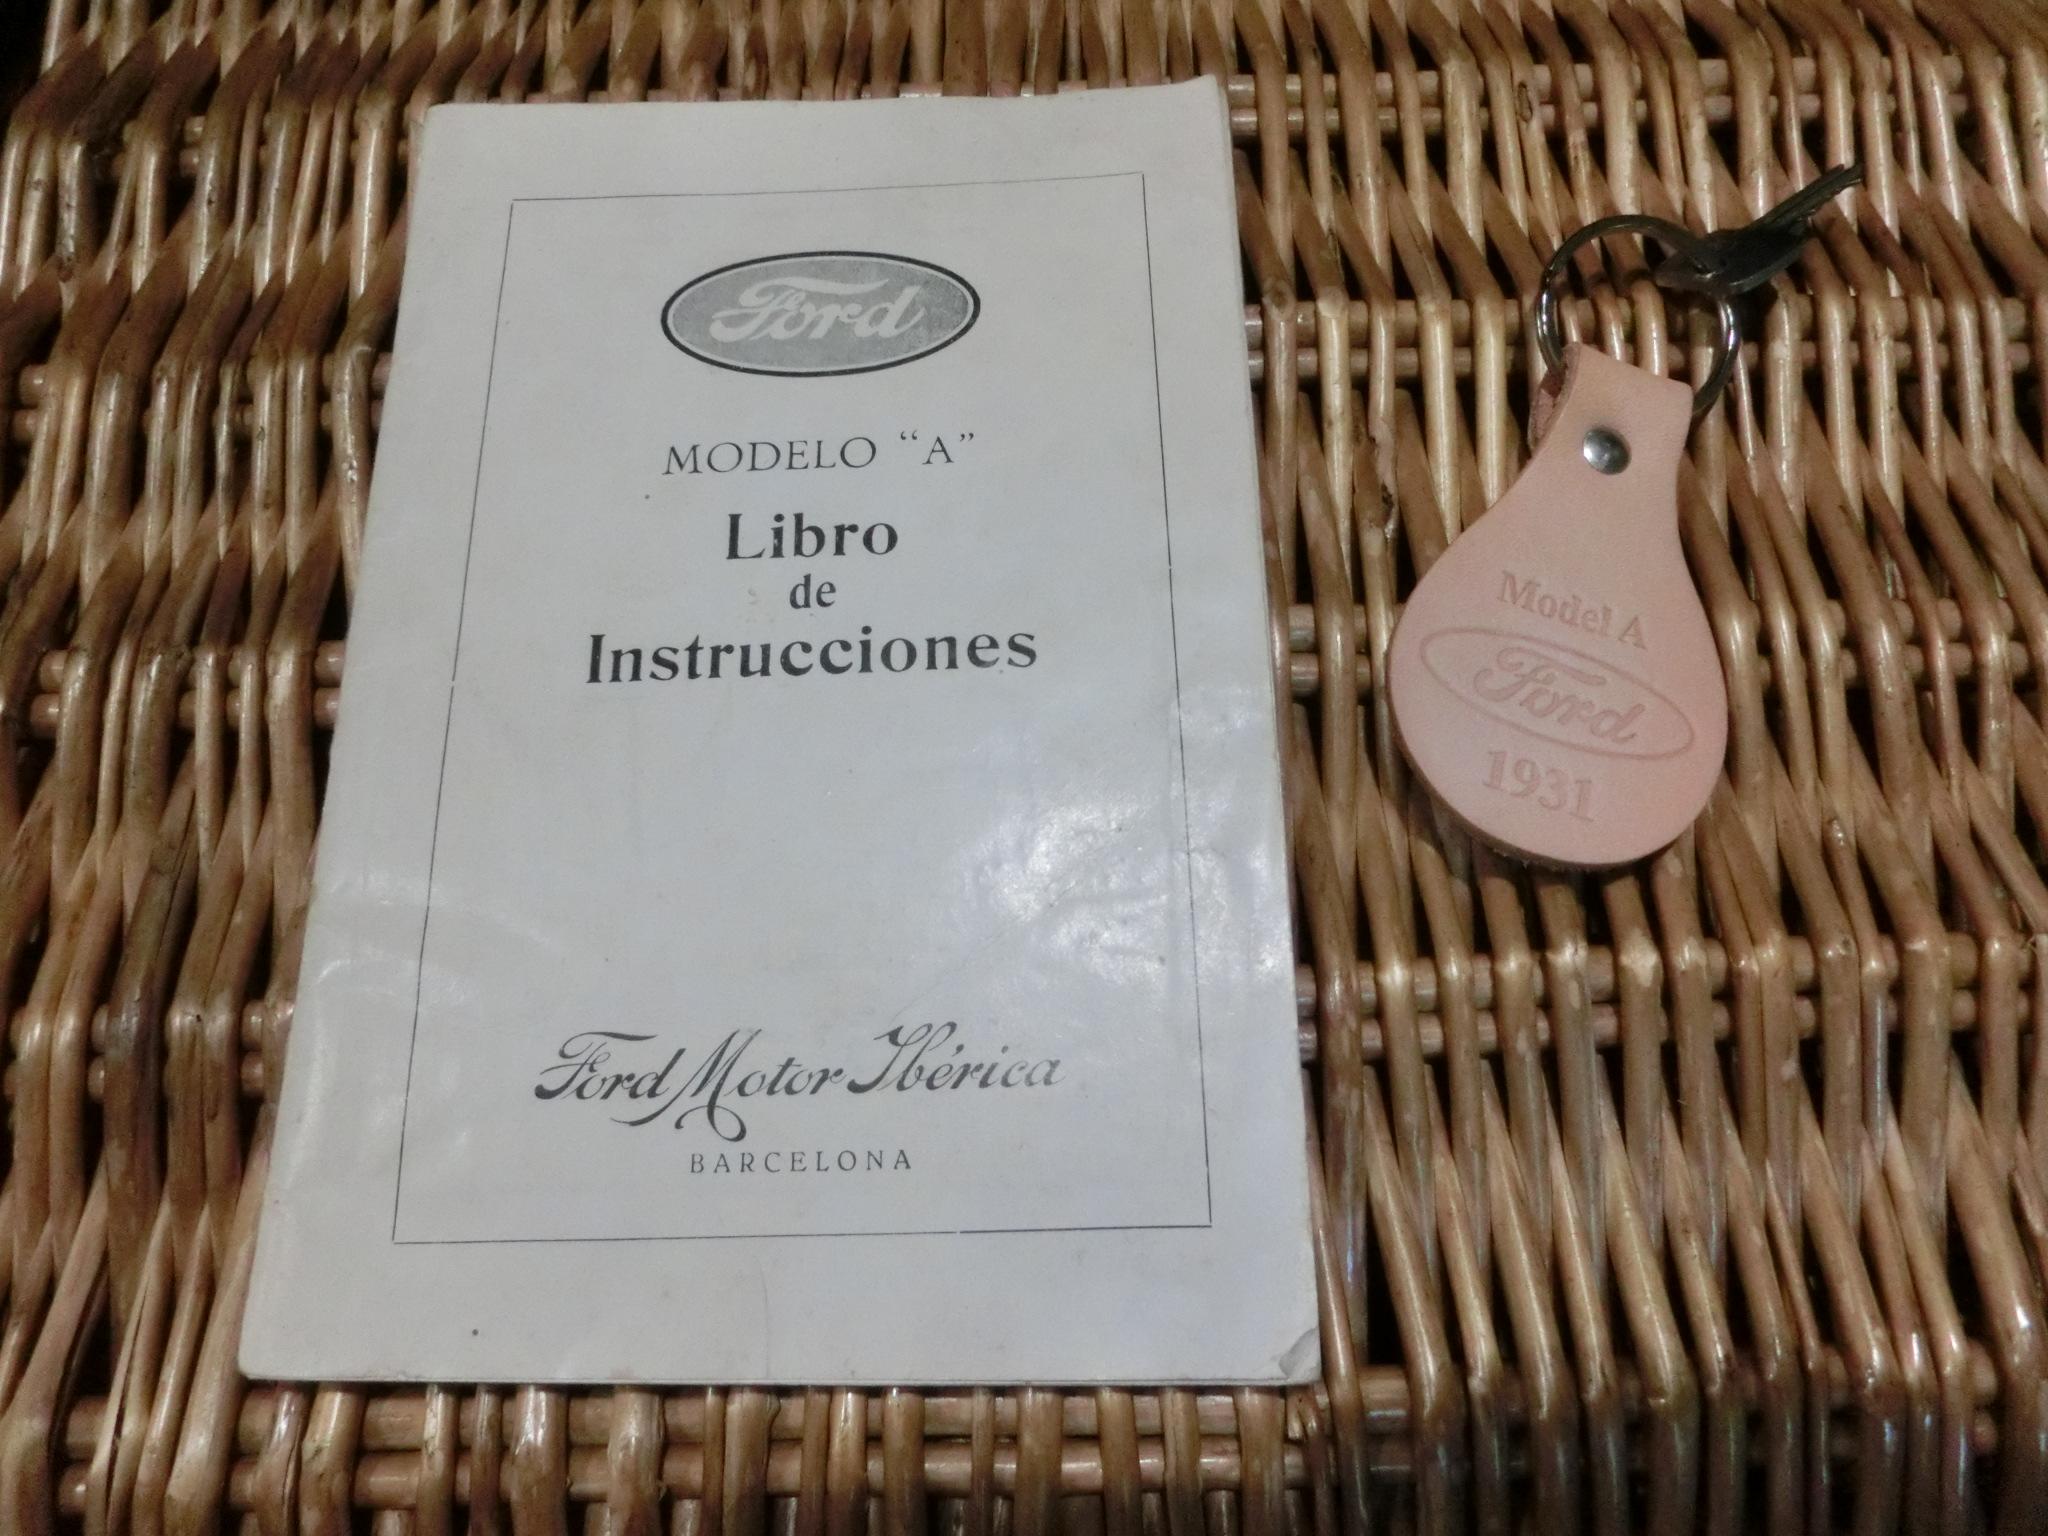 Ford
MODELO “A”
Libro
de
Instrucciones
Ford Motor Ibérica
BARCELONA
Model A
Ford
1931